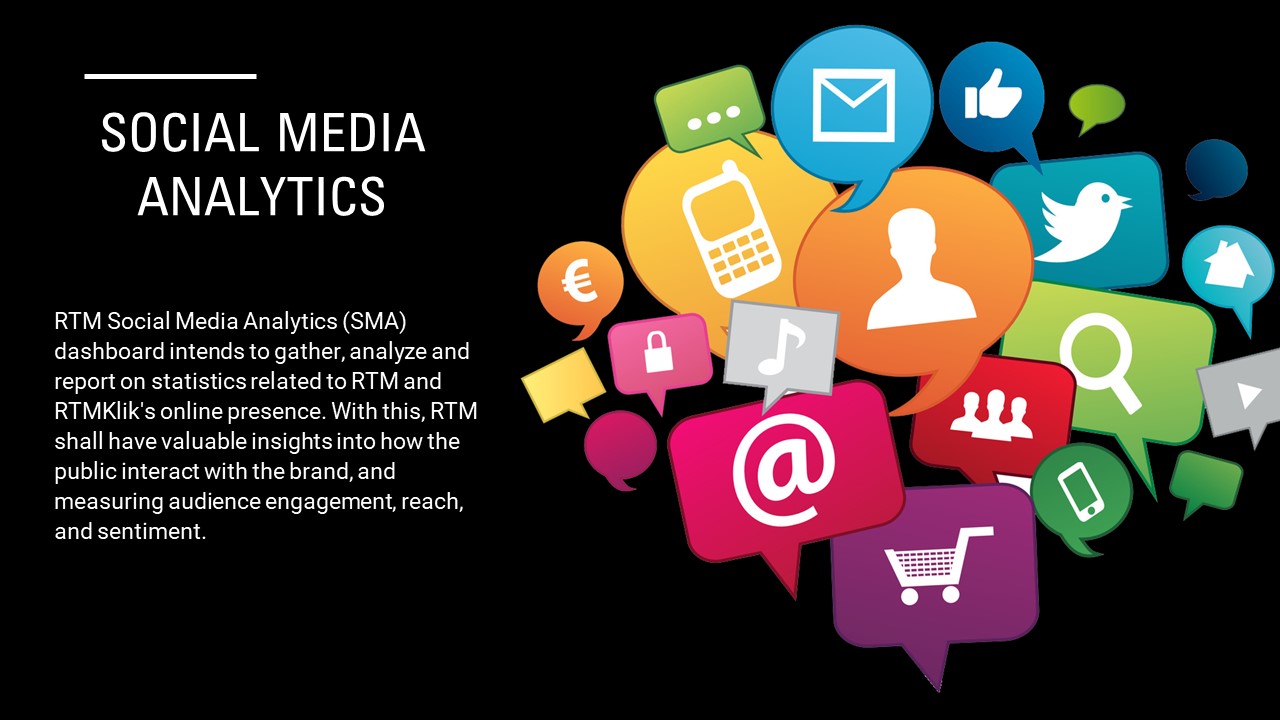 SOCIAL MEDIA
ANALYTICS
RTM Social Media Analytics (SMA)
dashboard intends to gather, analyze and
report on statistics related to RTM and
RTMKlik's online presence. With this, RTM
shall have valuable insights into how the
public interact with the brand, and
measuring audience engagement, reach,
and sentiment.
€
@